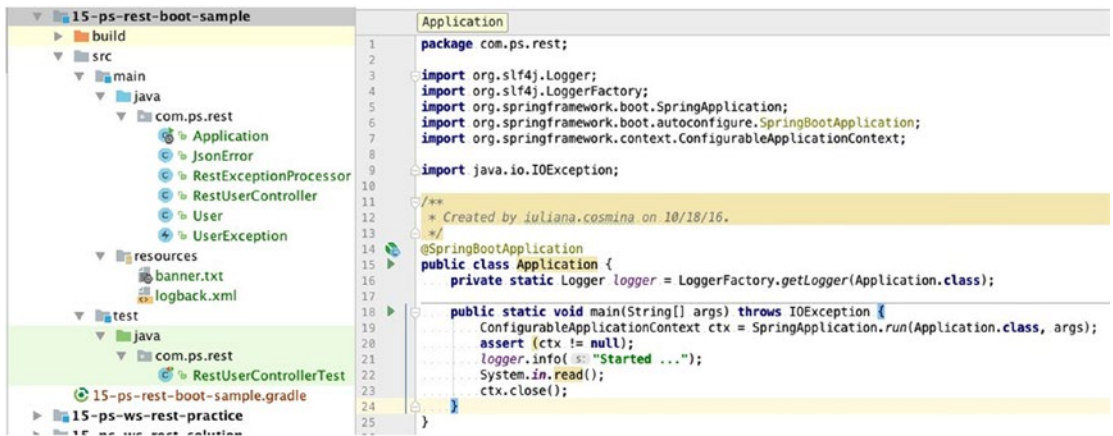 15-ps-rest-boot-sample
build
src
main
java
com.ps.rest
Application
JsonError
RestExceptionProcessor
RestUserController
User
UserException
resources
banner.txt
logback.xml
test
java
com.ps.rest
RestUserControllerTest
15-ps-rest-boot-sample.gradle
15-ps-ws-rest-practice
15-ps-ws-rest-solution
Application
1 package com.ps.rest;
2
3 import org.slf4j.Logger;
4 import org.slf4j.LoggerFactory;
5 import org.springframework.boot.SpringApplication;
6 import org.springframework.boot.autoconfigure.SpringBootApplication;
7 import org.springframework.context.ConfigurableApplicationContext;
8
9 import java.io.IOException;
10
11 /**
12 * Created by iuliana.cosmina on 10/18/16.
13 */
14 @SpringBootApplication
15 public class Application {
16 private static Logger logger = LoggerFactory.getLogger(Application.class);
17
18 public static void main(String[] args) throws IOException {
19 ConfigurableApplicationContext ctx = SpringApplication.run(Application.class, args);
20 assert (ctx != null);
21 logger.info( s: "Started ...");
22 System.in.read();
23 ctx.close();
24 }
25 }